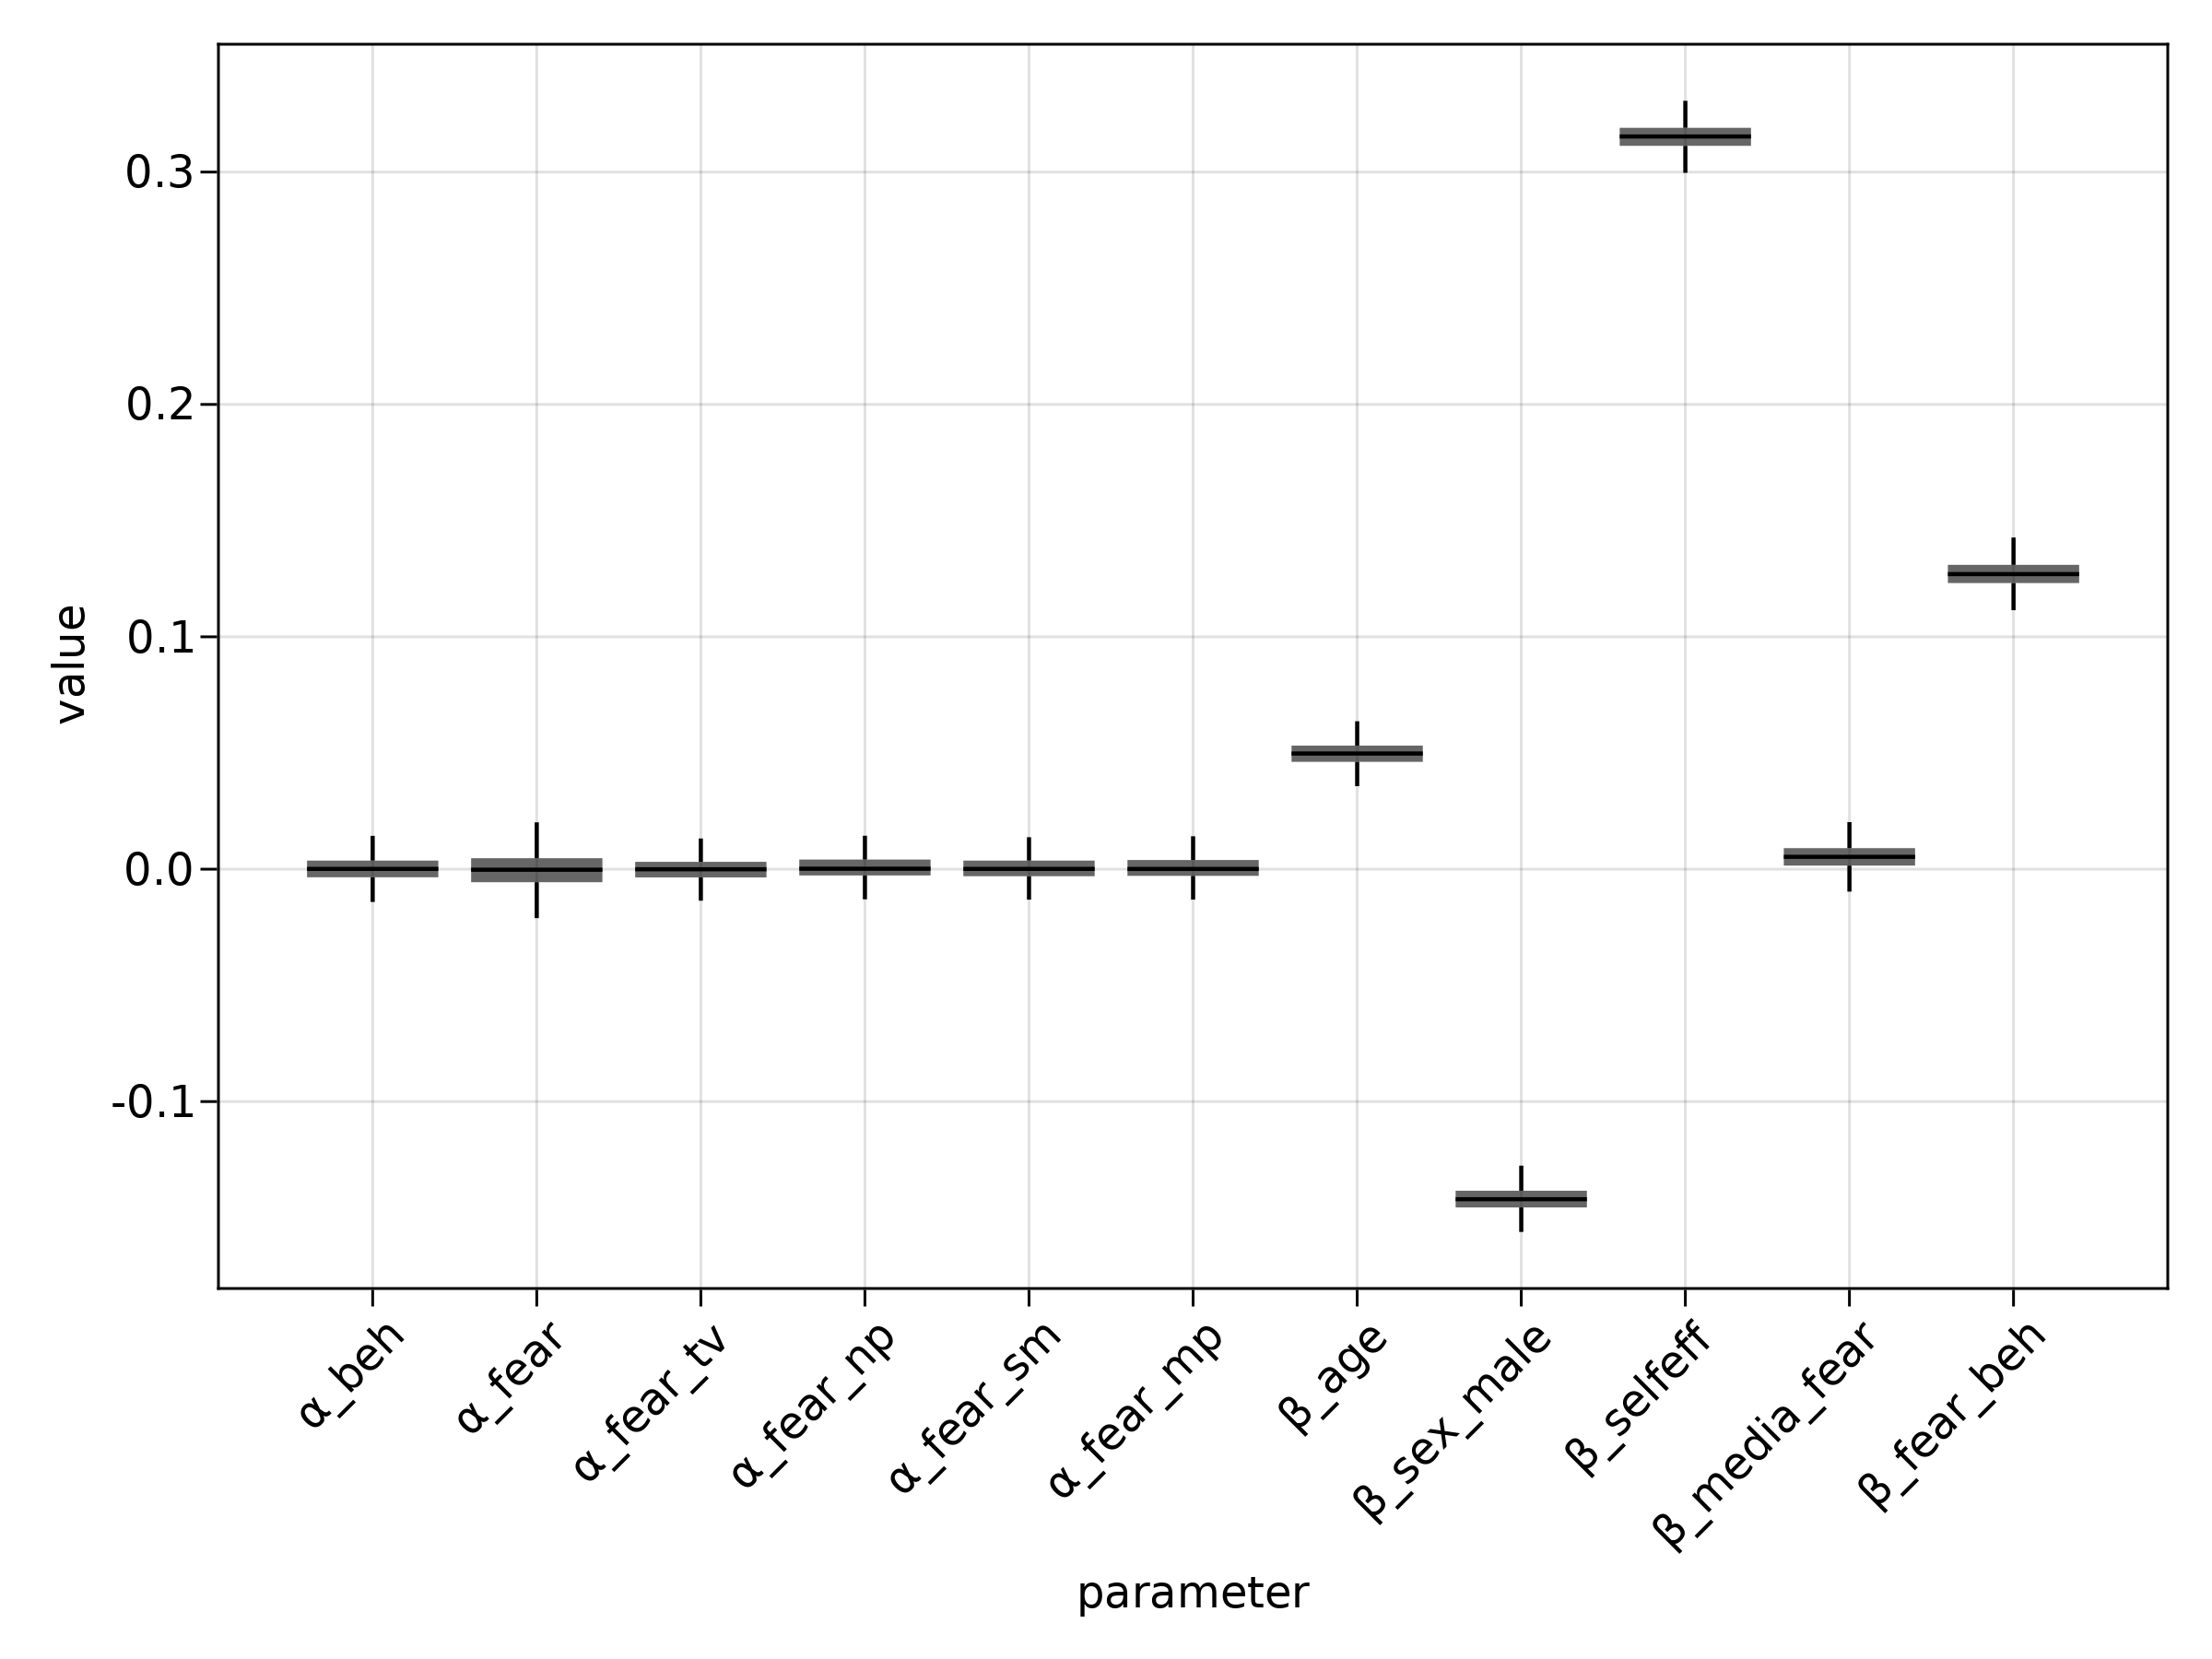 value
0.3
0.2
0.1
0.0
-0.1
α_beh
α_fear
α_fear_tv
α_fear_np
α_fear_sm
α_fear_mp
β_age
β_sex_male
β_selfeff
β_media_fear
β_fear_beh
parameter